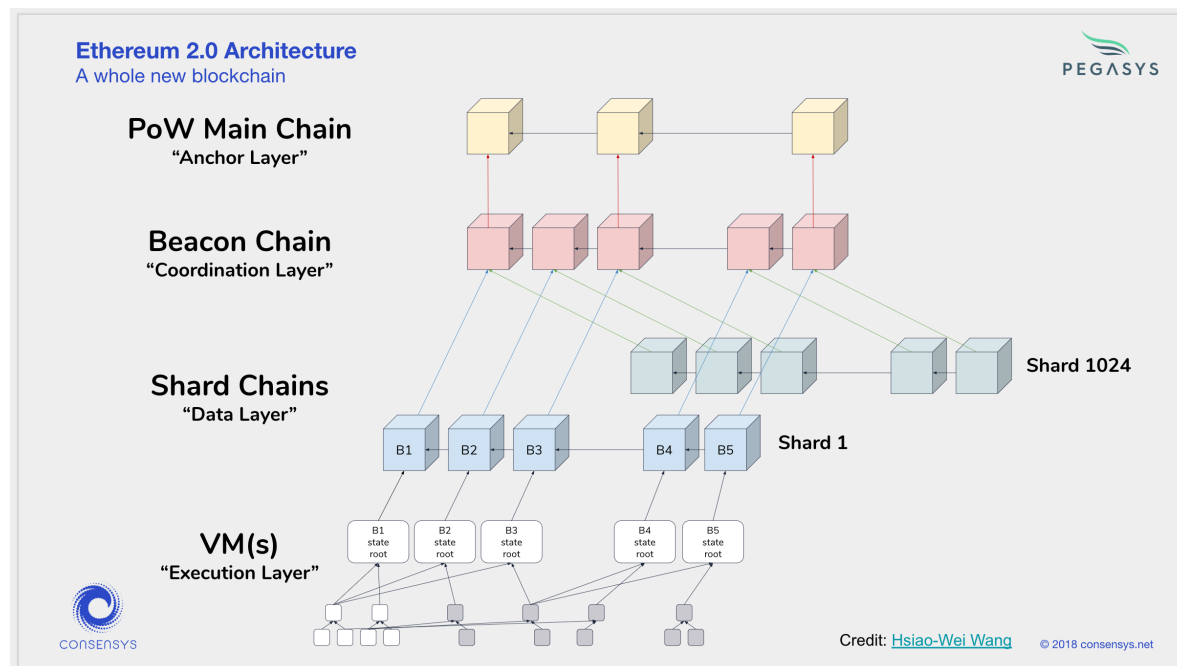 Ethereum 2.0 Architecture
A whole new blockchain
PEGASYS
PoW Main Chain
“Anchor Layer”
Beacon Chain
“Coordination Layer”
Shard 1024
Shard Chains
“Data Layer”
B1
B2
B3
B4
B5
Shard 1
B1
state
root
B2
state
root
B3
state
root
B4
state
root
B5
state
root
VM(s)
“Execution Layer”
CONSENSYS
Credit: Hsiao-Wei Wang
© 2018 consensys.net